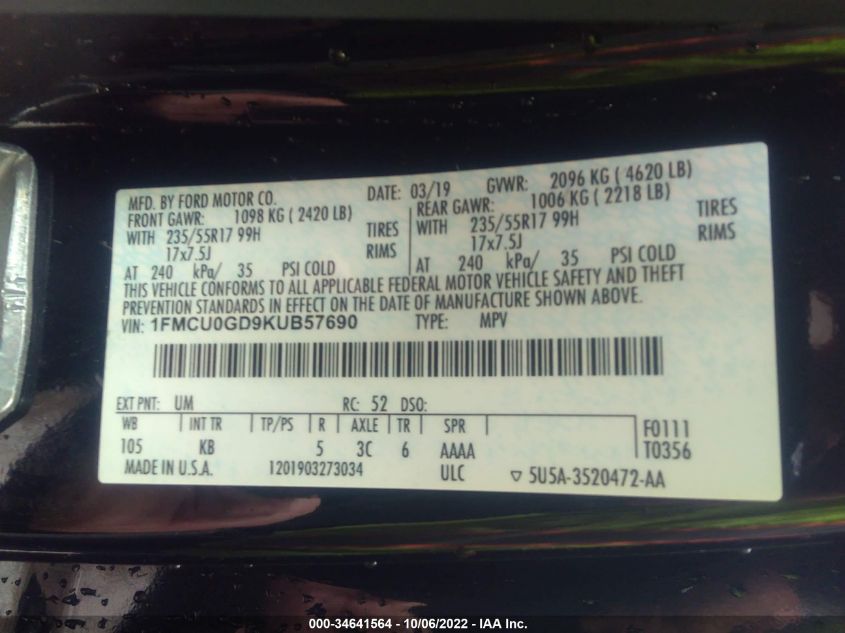 MFD. BY FORD MOTOR CO. DATE: 03/19 GVWR: 2096 KG ( 4620 LB)
FRONT GAWR: 1098 KG ( 2420 LB) REAR GAWR: 1006 KG ( 2218 LB)
WITH 235/55R17 99H TIRES WITH 235/55R17 99H TIRES
17x7.5J RIMS 17x7.5J RIMS
AT 240 kPa/ 35 PSI COLD AT 240 kPa/ 35 PSI COLD
THIS VEHICLE CONFORMS TO ALL APPLICABLE FEDERAL MOTOR VEHICLE SAFETY AND THEFT
PREVENTION STANDARDS IN EFFECT ON THE DATE OF MANUFACTURE SHOWN ABOVE.
VIN: 1FMCU0GD9KUB57690 TYPE: MPV
EXT PNT: UM RC: 52 DSO:
WB INT TR TP/PS R AXLE TR SPR F0111
105 KB 5 3C 6 AAAA T0356
MADE IN U.S.A. 1201903273034 ULC ▽ 5U5A-3520472-AA
000-34641564 - 10/06/2022 - IAA Inc.